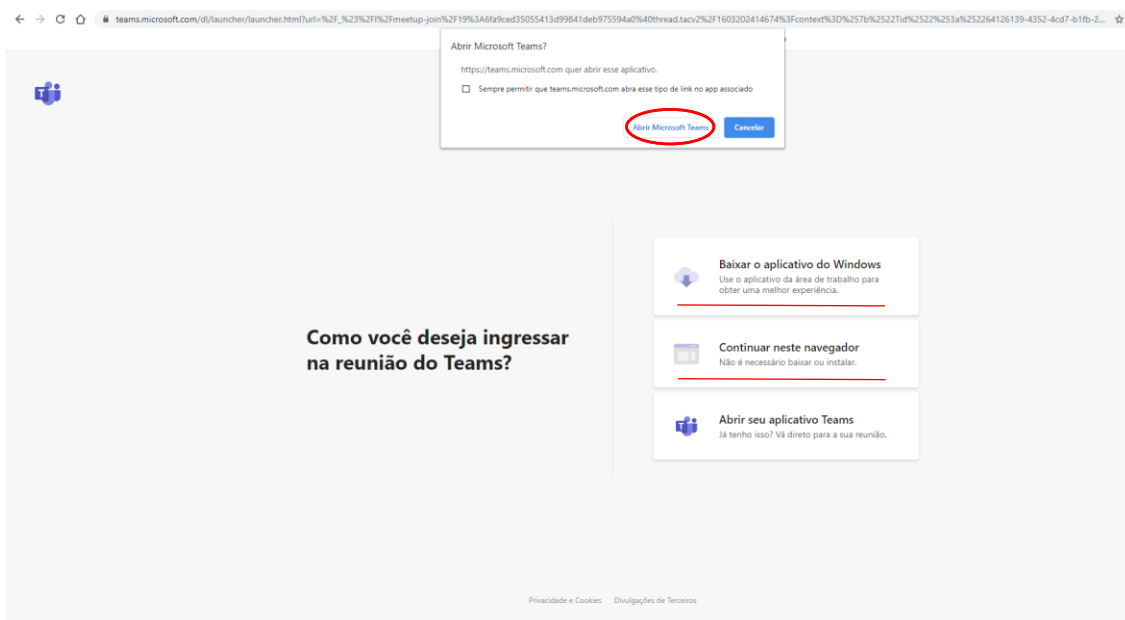 teams.microsoft.com/dl/launcher/launcher.html?url=%2F_%23%2Fl%2Fmeetup-join%2F19%3A6fa9ced35055413d99841deb975594a0%40thread.tacv2%2F1603202414674%3Fcontext%3D%257b%2522Tid%2522%253a%252264126139-4352-4cd7-b1fb-2...
Abrir Microsoft Teams?
https://teams.microsoft.com quer abrir esse aplicativo.
Sempre permitir que teams.microsoft.com abra esse tipo de link no app associado
Abrir Microsoft Teams
Cancelar
Como você deseja ingressar
na reunião do Teams?
Baixar o aplicativo do Windows
Use o aplicativo da área de trabalho para
obter uma melhor experiência.
Continuar neste navegador
Não é necessário baixar ou instalar.
Abrir seu aplicativo Teams
Já tenho isso? Vá direto para a sua reunião.
Privacidade e Cookies
Divulgações de Terceiros